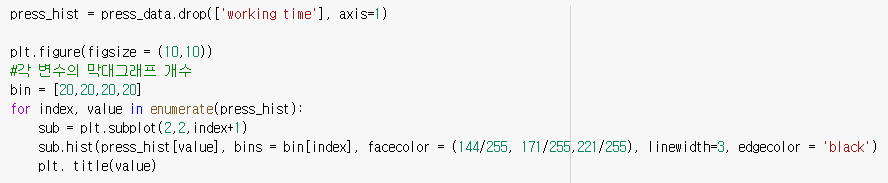 press_hist = press_data.drop(['working time'], axis=1)
plt.figure(figsize = (10,10))
#각 변수의 막대그래프 개수
bin = [20,20,20,20]
for index, value in enumerate(press_hist):
    sub = plt.subplot(2,2,index+1)
    sub.hist(press_hist[value], bins = bin[index], facecolor = (144/255, 171/255,221/255), linewidth=3, edgecolor = 'black')
    plt. title(value)